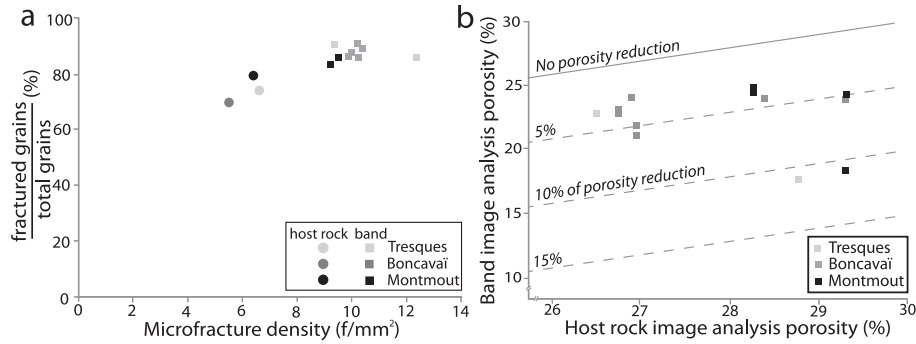 a
fractured grains
total grains
(%)
100
80
60
40
20
0
0 2 4 6 8 10 12 14
Microfracture density (f/mm²)
host rock band
Tresques
Boncavaï
Montmout
b
Band image analysis porosity (%)
30
25
20
15
10
No porosity reduction
5%
10% of porosity reduction
15%
Tresques
Boncavaï
Montmout
26 27 28 29 30
Host rock image analysis porosity (%)